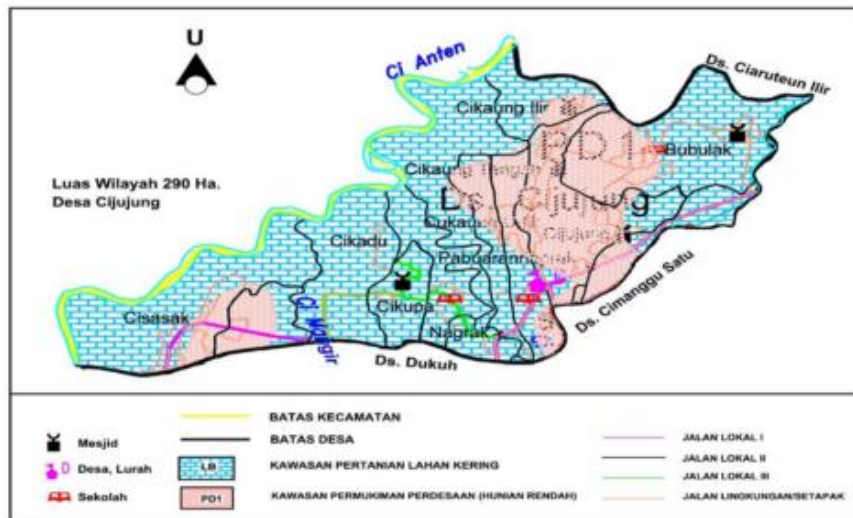 U
Ci Anten
Ds. Ciaruteun Ilir
Cikaung Ilir
PD1
Bubulak
Luas Wilayah 290 Ha.
Desa Cijujung
Cikaung Tengah
Ds. Cijujung
Cijujung
Cikadu
Pabuaran
Cisasak
Ci Nanggir
Cikupa
Nagrak
Ds. Cimanggu Satu
Ds. Dukuh
Mesjid
Desa, Lurah
Sekolah
BATAS KECAMATAN
BATAS DESA
LB
KAWASAN PERTANIAN LAHAN KERING
PD1
KAWASAN PERMUKIMAN PERDESAAN (HUNIAN RENDAH)
JALAN LOKAL I
JALAN LOKAL II
JALAN LOKAL III
JALAN LINGKUNGAN/SETAPAK